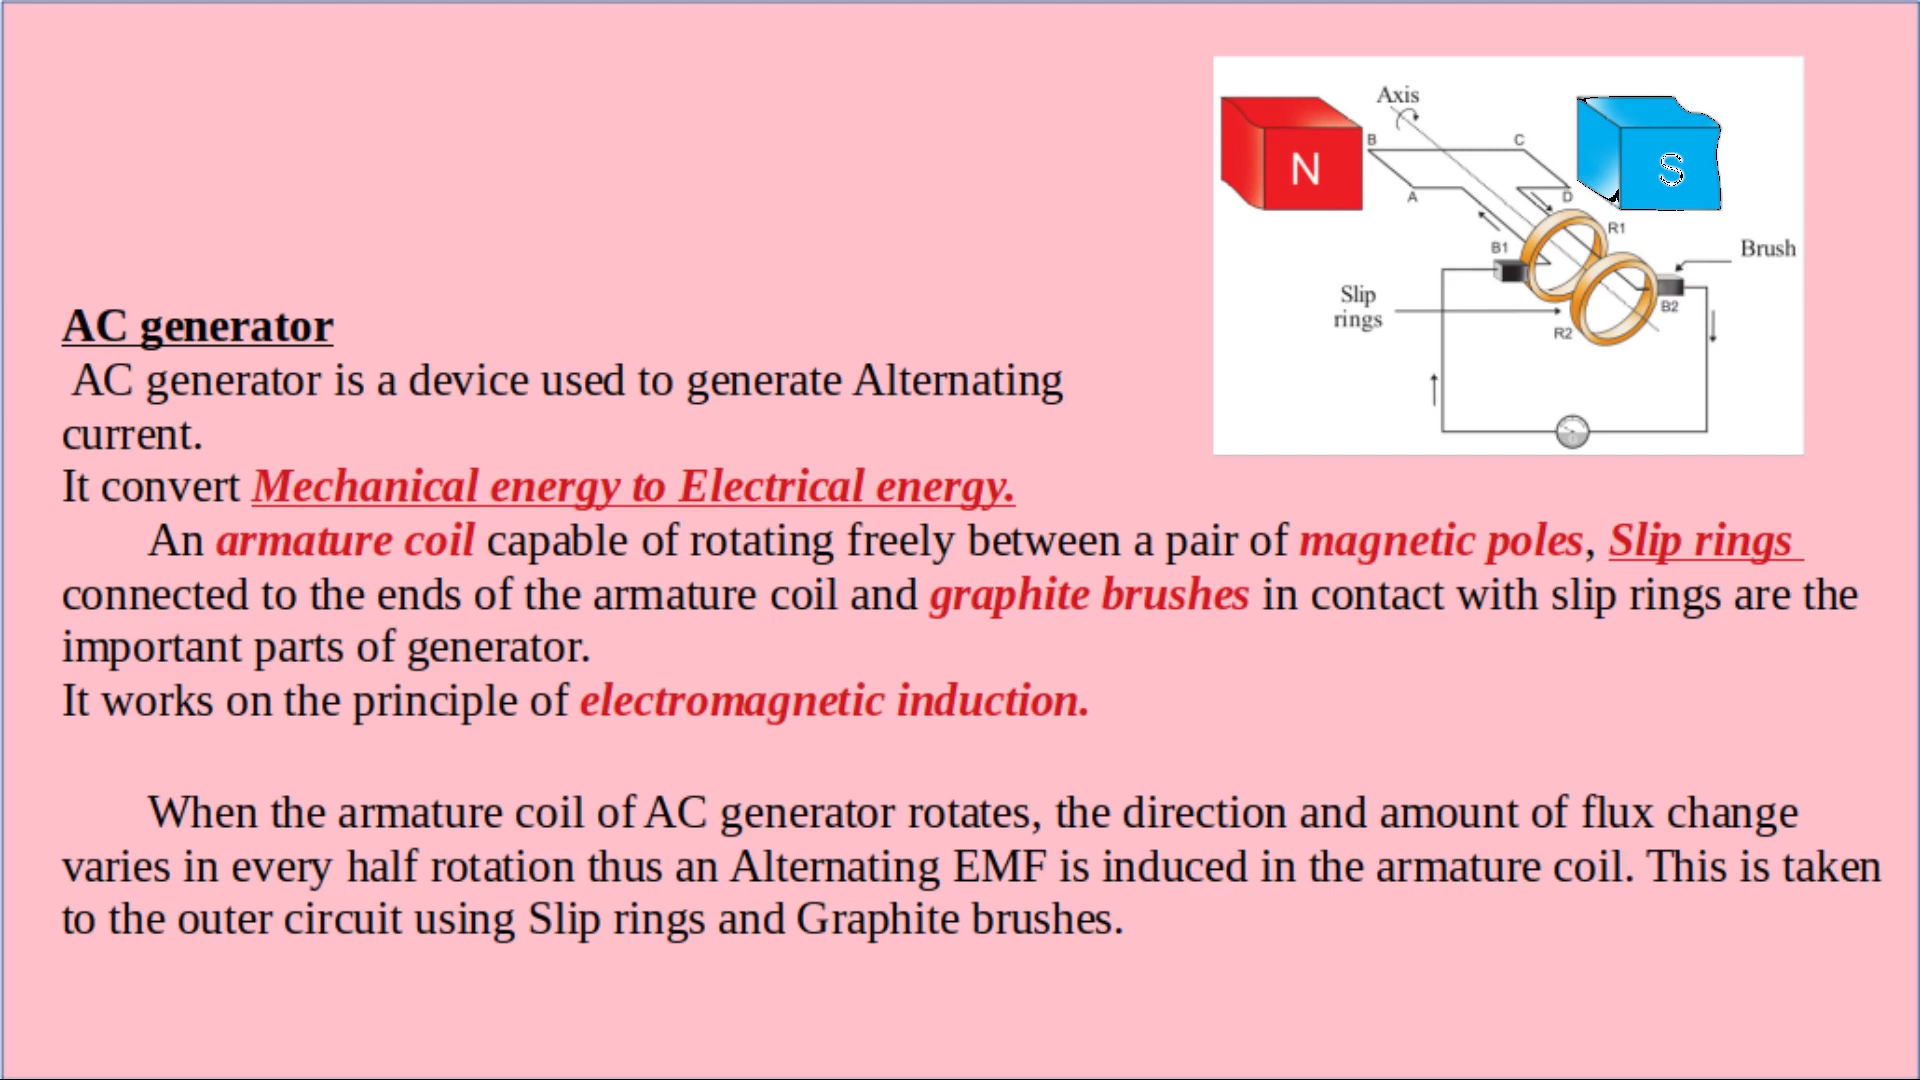 AC generator
AC generator is a device used to generate Alternating
current.
It convert Mechanical energy to Electrical energy.
An armature coil capable of rotating freely between a pair of magnetic poles, Slip rings
connected to the ends of the armature coil and graphite brushes in contact with slip rings are the
important parts of generator.
It works on the principle of electromagnetic induction.
When the armature coil of AC generator rotates, the direction and amount of flux change
varies in every half rotation thus an Alternating EMF is induced in the armature coil. This is taken
to the outer circuit using Slip rings and Graphite brushes.
Axis
N
S
B
C
A
D
R1
B1
Brush
Slip
rings
B2
R2